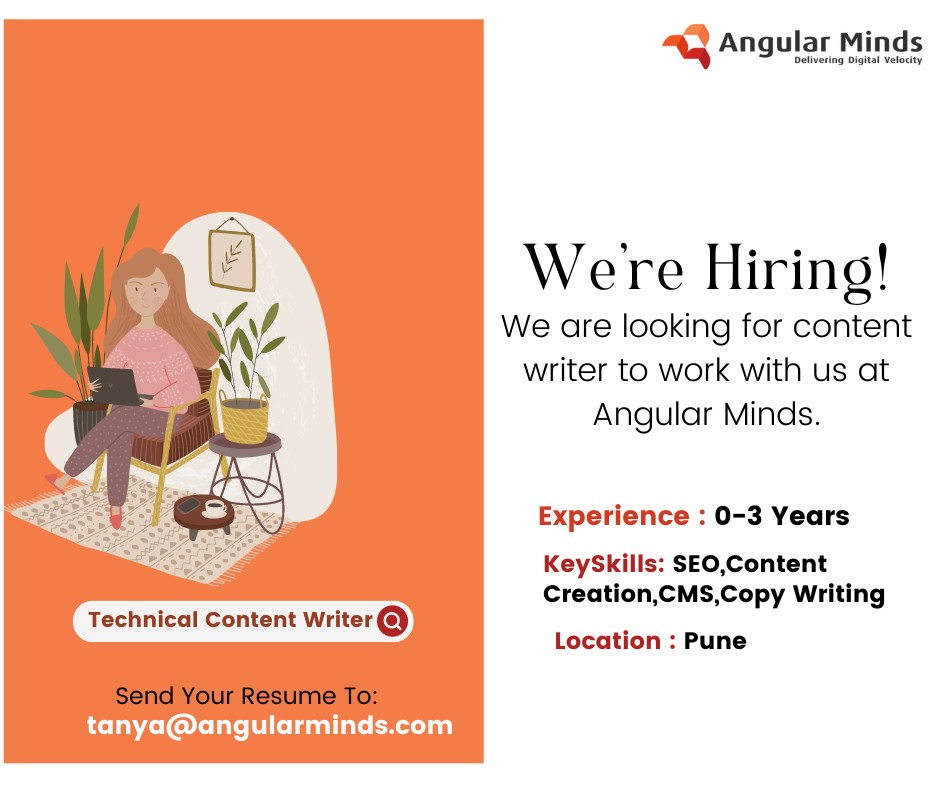 Angular Minds
Delivering Digital Velocity
We're Hiring!
We are looking for content
writer to work with us at
Angular Minds.
Experience : 0-3 Years
KeySkills: SEO,Content
Creation,CMS,Copy Writing
Location : Pune
Technical Content Writer
Send Your Resume To:
tanya@angularminds.com